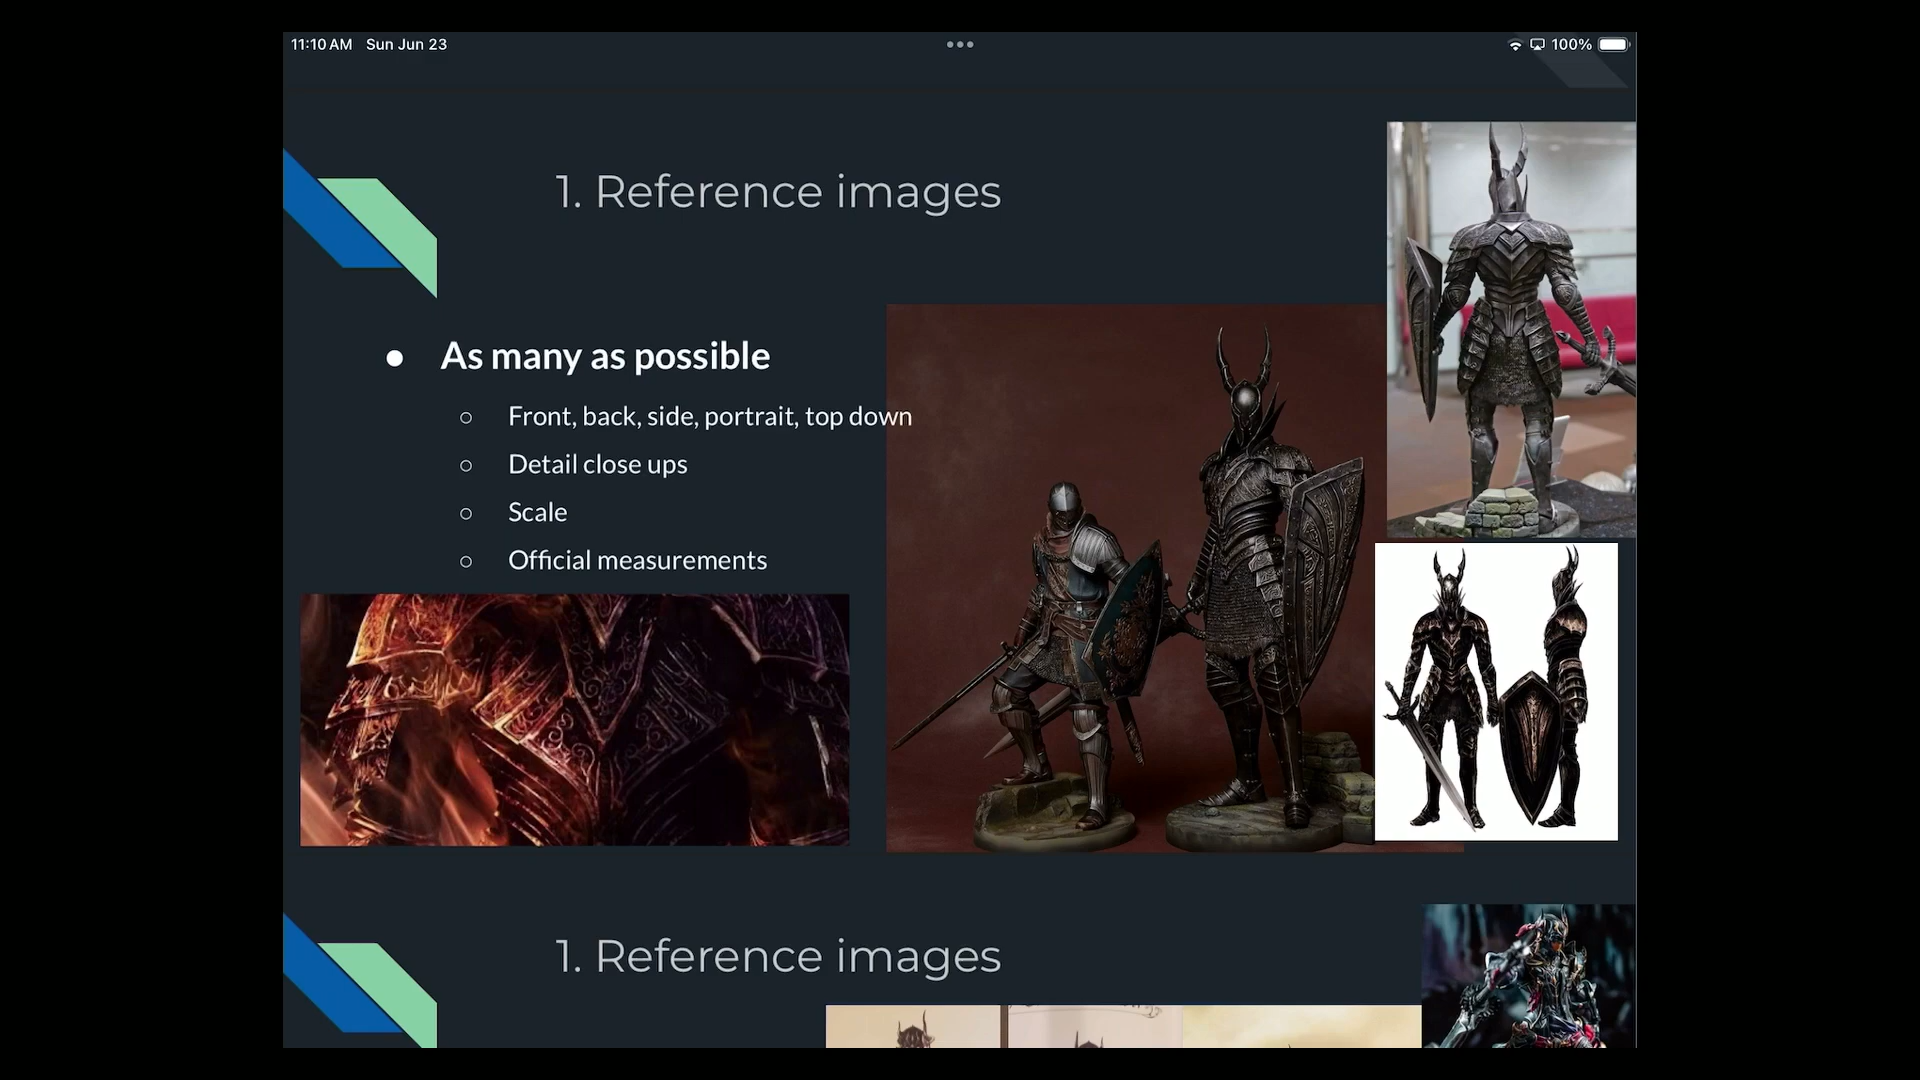 11:10 AM Sun Jun 23
100%
1. Reference images
● As many as possible
○ Front, back, side, portrait, top down
○ Detail close ups
○ Scale
○ Official measurements
1. Reference images